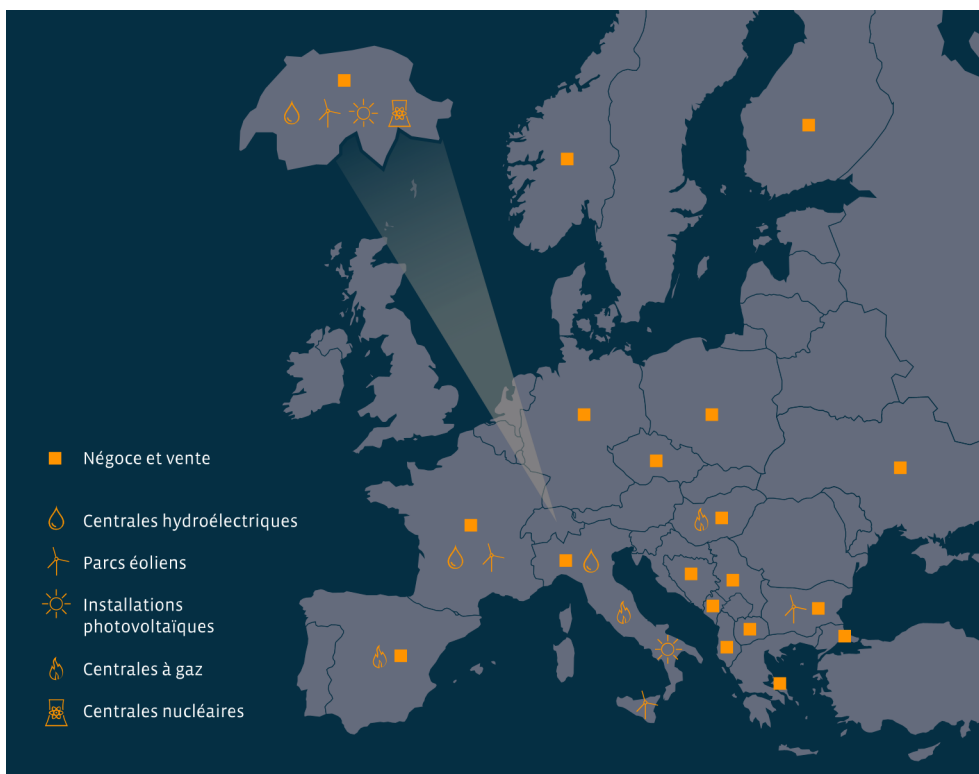 Négoce et vente
Centrales hydroélectriques
Parcs éoliens
Installations
photovoltaïques
Centrales à gaz
Centrales nucléaires